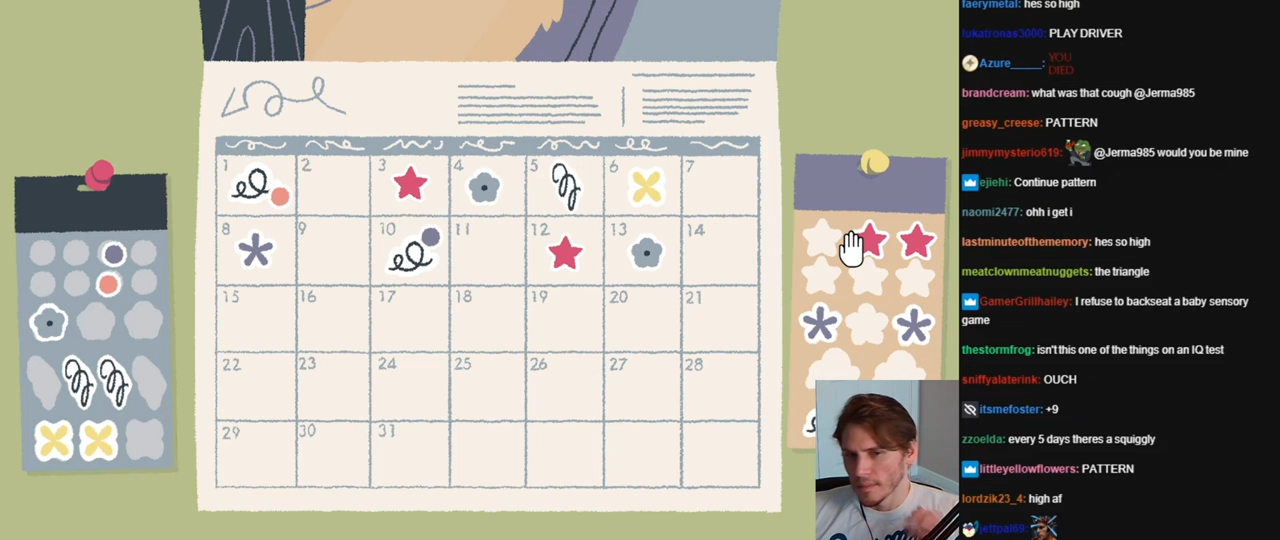 1 2 3 4 5 6 7
8 9 10 11 12 13 14
15 16 17 18 19 20 21
22 23 24 25 26 27 28
29 30 31
faerymetal: hes so high
lukatronas3000: PLAY DRIVER
Azure_____: YOU DIED
brandcream: what was that cough @Jerma985
greasy_creese: PATTERN
jimmymysterio619: @Jerma985 would you be mine
ejiehi: Continue pattern
naomi2477: ohh i get i
lastminuteofthememory: hes so high
meatclownmeatnuggets: the triangle
GamerGrillhailey: I refuse to backseat a baby sensory
game
thestormfrog: isn't this one of the things on an IQ test
sniffyalaterink: OUCH
itsmefoster: +9
zzoelda: every 5 days theres a squiggly
littleyellowflowers: PATTERN
lordzik23_4: high af
jettpal89: